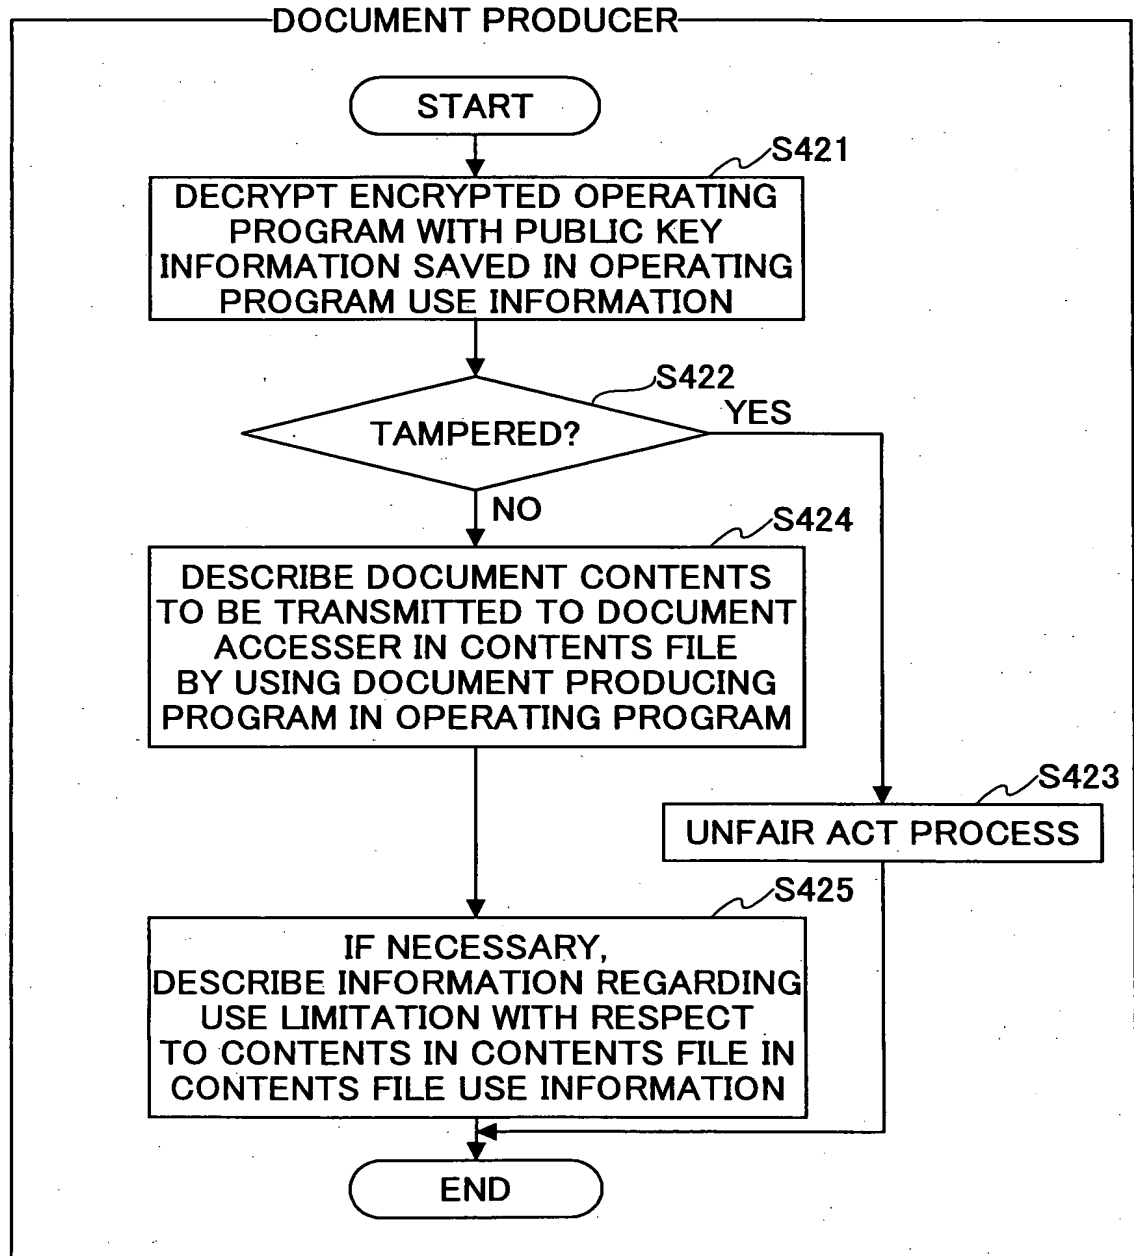 DOCUMENT PRODUCER
START
S421
DECRYPT ENCRYPTED OPERATING
PROGRAM WITH PUBLIC KEY
INFORMATION SAVED IN OPERATING
PROGRAM USE INFORMATION
S422
TAMPERED?
YES
NO
S424
DESCRIBE DOCUMENT CONTENTS
TO BE TRANSMITTED TO DOCUMENT
ACCESSER IN CONTENTS FILE
BY USING DOCUMENT PRODUCING
PROGRAM IN OPERATING PROGRAM
S423
UNFAIR ACT PROCESS
S425
IF NECESSARY,
DESCRIBE INFORMATION REGARDING
USE LIMITATION WITH RESPECT
TO CONTENTS IN CONTENTS FILE IN
CONTENTS FILE USE INFORMATION
END